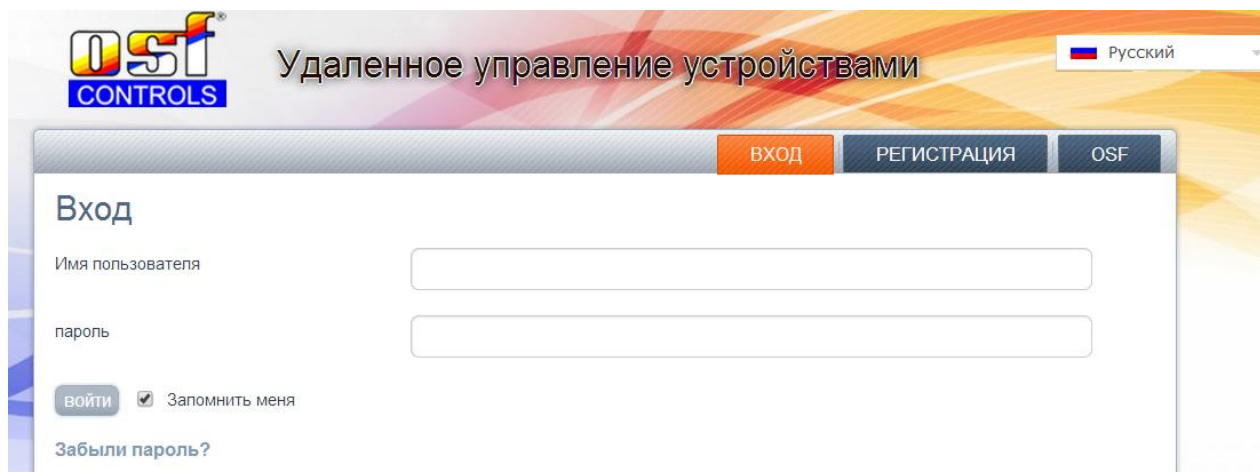 osf®
CONTROLS
Удаленное управление устройствами
Русский
ВХОД РЕГИСТРАЦИЯ OSF
Вход
Имя пользователя
пароль
войти Запомнить меня
Забыли пароль?